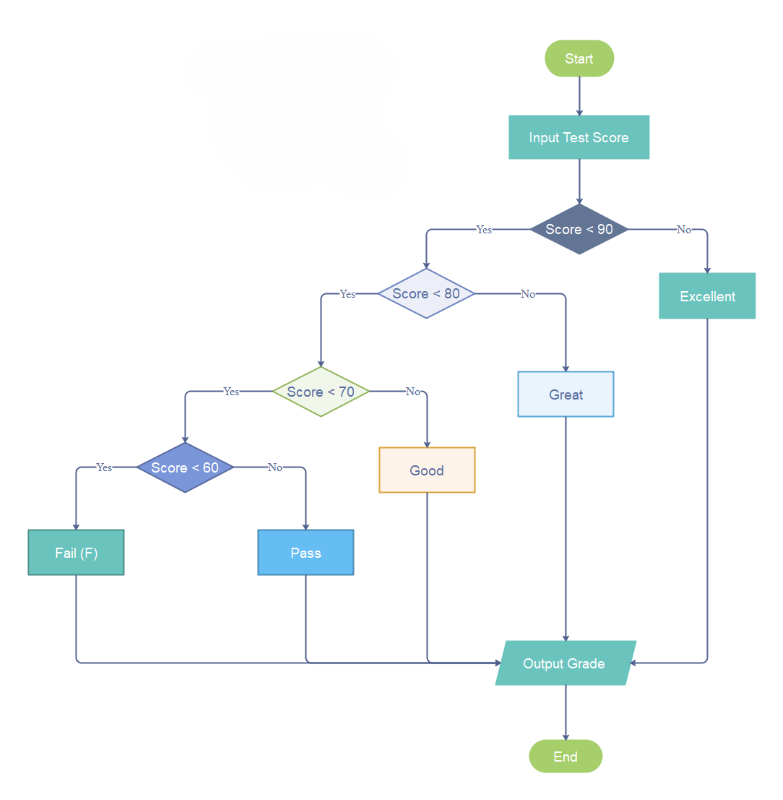 Start
Input Test Score
Score < 90
Yes
No
Score < 80
Excellent
Yes
No
Score < 70
Great
Yes
No
Score < 60
Good
Yes
No
Fail (F)
Pass
Output Grade
End